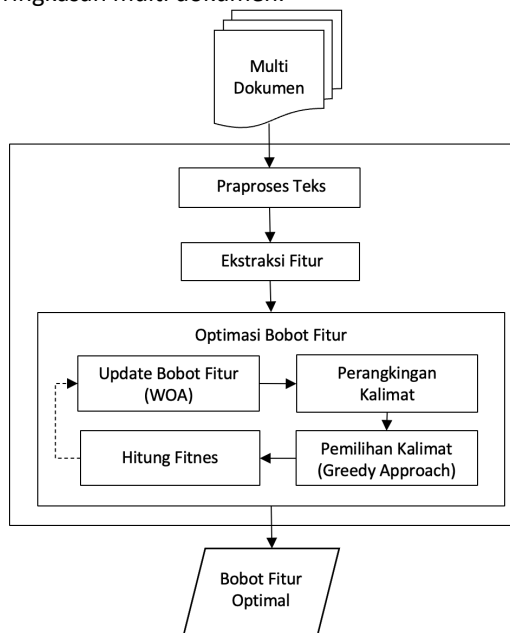 ringkasan multi dokumen.
Multi
Dokumen
Praproses Teks
Ekstraksi Fitur
Optimasi Bobot Fitur
Update Bobot Fitur
(WOA)
Perangkingan
Kalimat
Hitung Fitnes
Pemilihan Kalimat
(Greedy Approach)
Bobot Fitur
Optimal